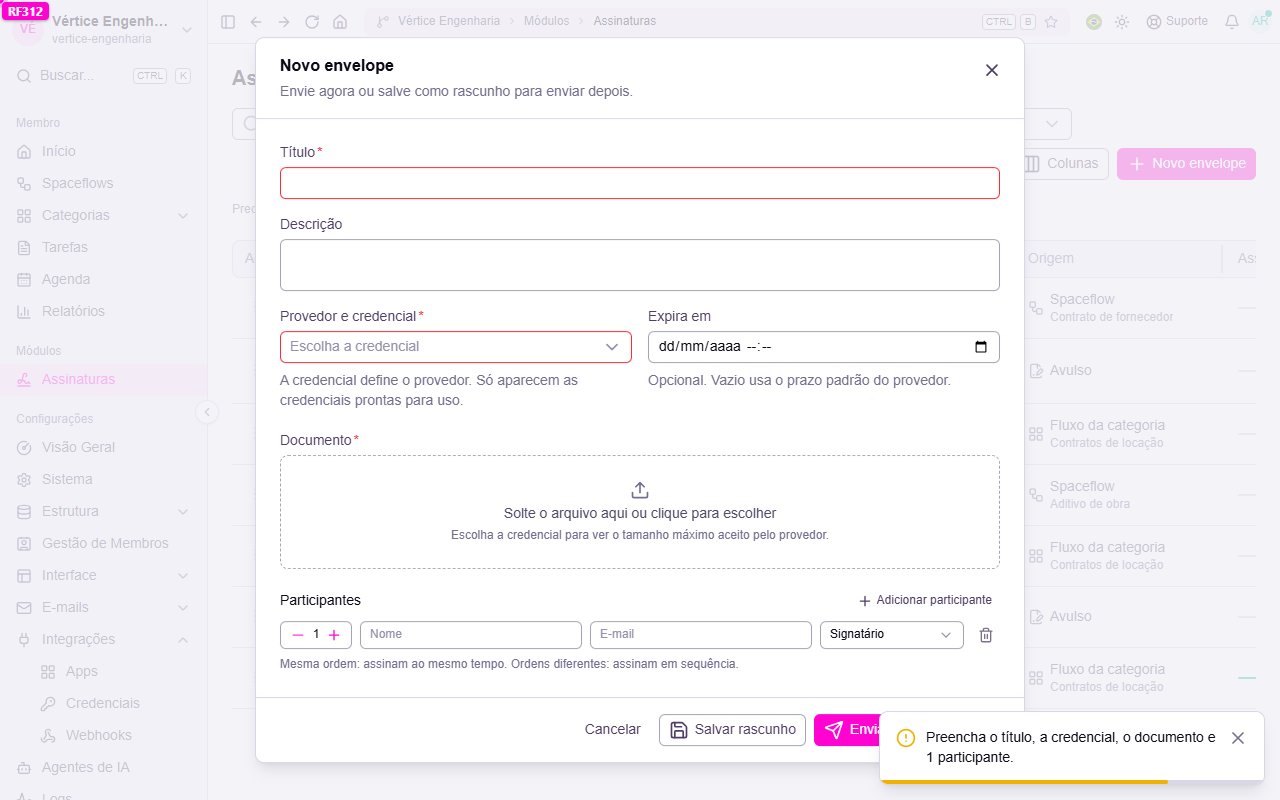 RF312
VE
Vértice Engenh...
vertice-engenharia
Buscar...
CTRL
K
Membro
Início
Spaceflows
Categorias
Tarefas
Agenda
Relatórios
Módulos
Assinaturas
Configurações
Visão Geral
Sistema
Estrutura
Gestão de Membros
Interface
E-mails
Integrações
Apps
Credenciais
Webhooks
Agentes de IA
Logs
Vértice Engenharia
Módulos
Assinaturas
CTRL
B
Suporte
AR
As
Colunas
Novo envelope
Origem
Spaceflow
Contrato de fornecedor
Avulso
Fluxo da categoria
Contratos de locação
Spaceflow
Aditivo de obra
Fluxo da categoria
Contratos de locação
Avulso
Fluxo da categoria
Contratos de locação
Novo envelope
Envie agora ou salve como rascunho para enviar depois.
Título*
Descrição
Provedor e credencial*
Escolha a credencial
A credencial define o provedor. Só aparecem as
credenciais prontas para uso.
Expira em
dd/mm/aaaa --:--
Opcional. Vazio usa o prazo padrão do provedor.
Documento*
Solte o arquivo aqui ou clique para escolher
Escolha a credencial para ver o tamanho máximo aceito pelo provedor.
Participantes
Adicionar participante
1
Nome
E-mail
Signatário
Mesma ordem: assinam ao mesmo tempo. Ordens diferentes: assinam em sequência.
Cancelar
Salvar rascunho
Envia
Preencha o título, a credencial, o documento e
1 participante.